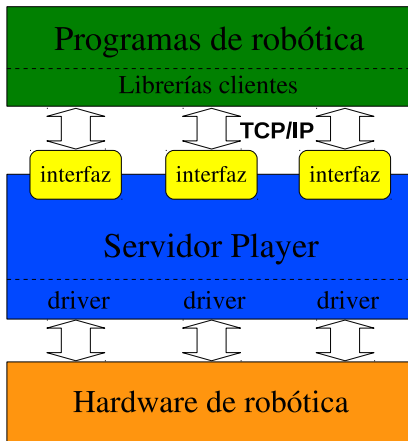 Programas de robótica
Librerías clientes
TCP/IP
interfaz interfaz interfaz
Servidor Player
driver driver driver
Hardware de robótica